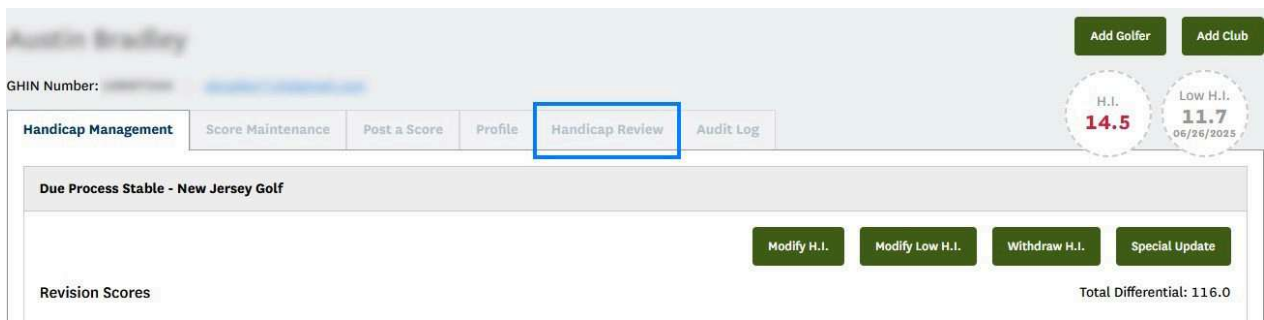 Add Golfer
Add Club
GHIN Number:
H.I.
14.5
Low H.I.
11.7
06/26/2025
Handicap Management
Score Maintenance
Post a Score
Profile
Handicap Review
Audit Log
Due Process Stable - New Jersey Golf
Modify H.I.
Modify Low H.I.
Withdraw H.I.
Special Update
Revision Scores
Total Differential: 116.0